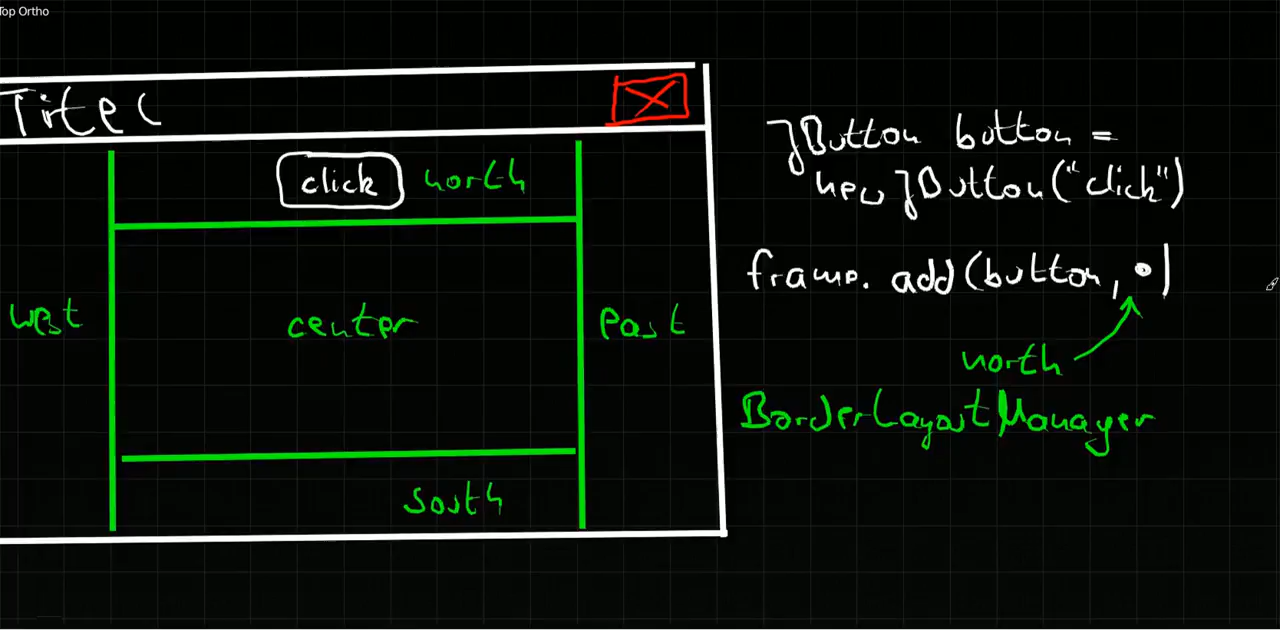 Top Ortho
Titel
click north
west
center
east
south
JButton button =
new JButton("click")
frame.add(button, •)
north
BorderLayoutManager